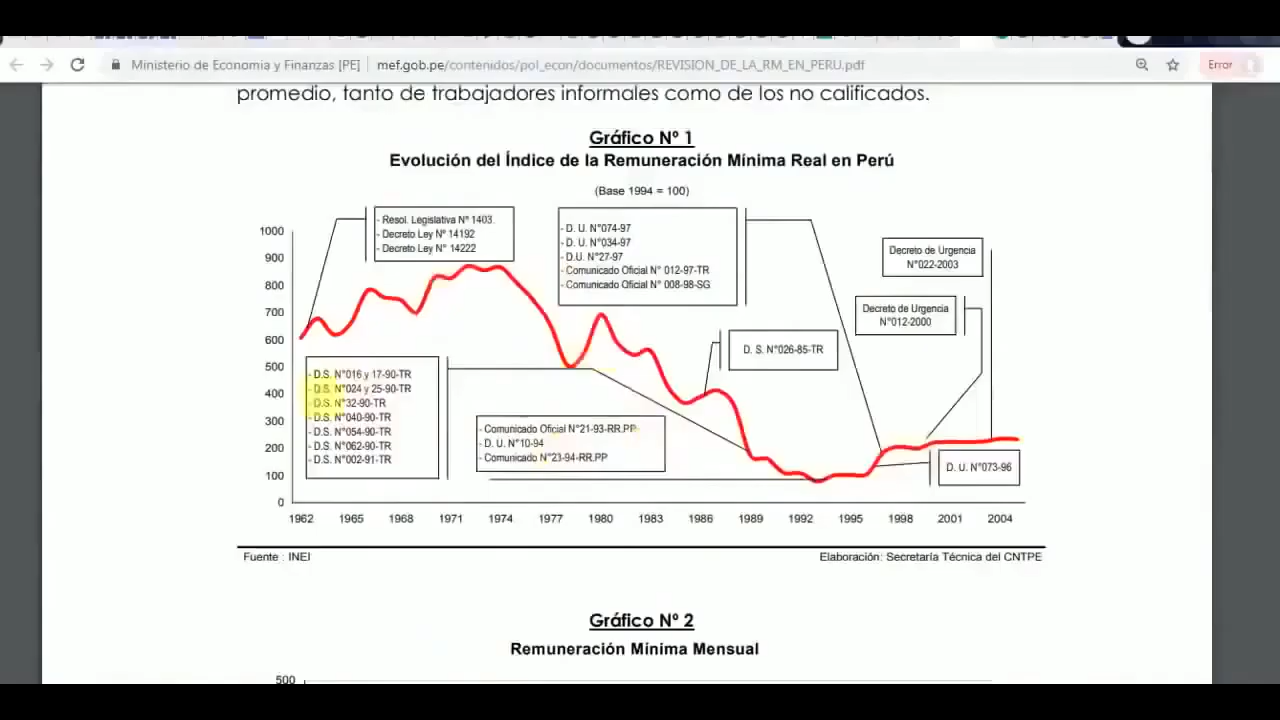 Ministerio de Economia y Finanzas [PE] | mef.gob.pe/contenidos/pol_econ/documentos/REVISION_DE_LA_RM_EN_PERU.pdf Error
promedio, tanto de trabajadores informales como de los no calificados.
Gráfico Nº 1
Evolución del Índice de la Remuneración Mínima Real en Perú
(Base 1994 = 100)
- Resol. Legislativa Nº 1403
- Decreto Ley N° 14192
- Decreto Ley N° 14222
- D. U. N°074-97
- D. U. N°034-97
- D.U. N°27-97
- Comunicado Oficial N° 012-97-TR
- Comunicado Oficial N° 008-98-SG
Decreto de Urgencia
N°022-2003
Decreto de Urgencia
N°012-2000
D. S. N°026-85-TR
- D.S. N°016 y 17-90-TR
- D.S. N°024 y 25-90-TR
- D.S. N°32-90-TR
- D.S. N°040-90-TR
- D.S. N°054-90-TR
- D.S. N°062-90-TR
- D.S. N°002-91-TR
- Comunicado Oficial N°21-93-RR.PP-
- D. U. N°10-94
- Comunicado N°23-94-RR.PP
D. U. N°073-96
1000
900
800
700
600
500
400
300
200
100
0
1962 1965 1968 1971 1974 1977 1980 1983 1986 1989 1992 1995 1998 2001 2004
Fuente : INEI
Elaboración: Secretaría Técnica del CNTPE
Gráfico Nº 2
Remuneración Mínima Mensual
500